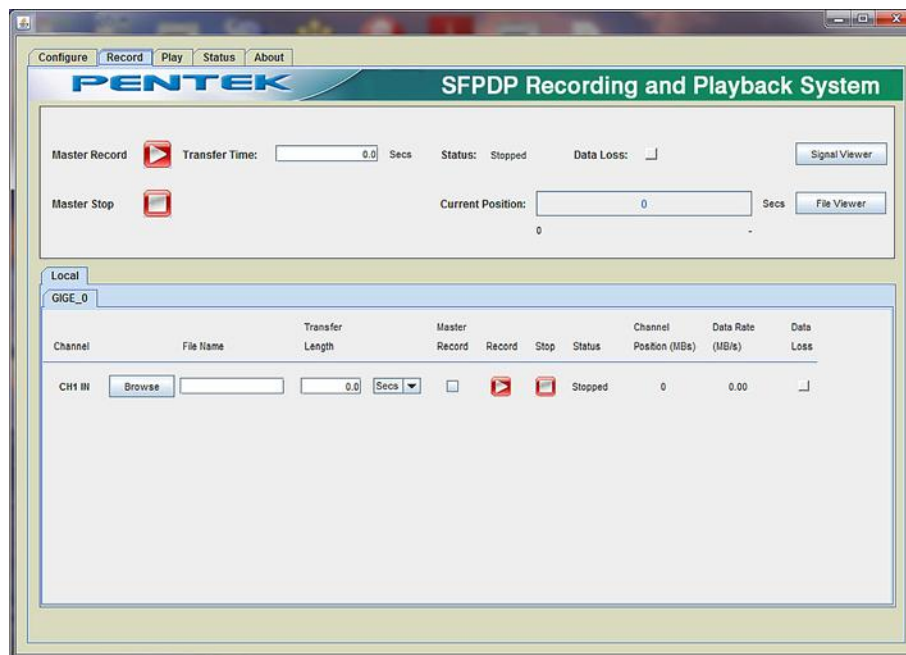 Configure Record Play Status About
PENTEK SFPDP Recording and Playback System
Master Record Transfer Time: 0.0 Secs Status: Stopped Data Loss: Signal Viewer
Master Stop Current Position: 0 Secs File Viewer
0 -
Local
GIGE_0
Transfer Master Channel Data Rate Data
Channel File Name Length Record Record Stop Status Position (MBs) (MB/s) Loss
CH1 IN Browse 0.0 Secs Stopped 0 0.00